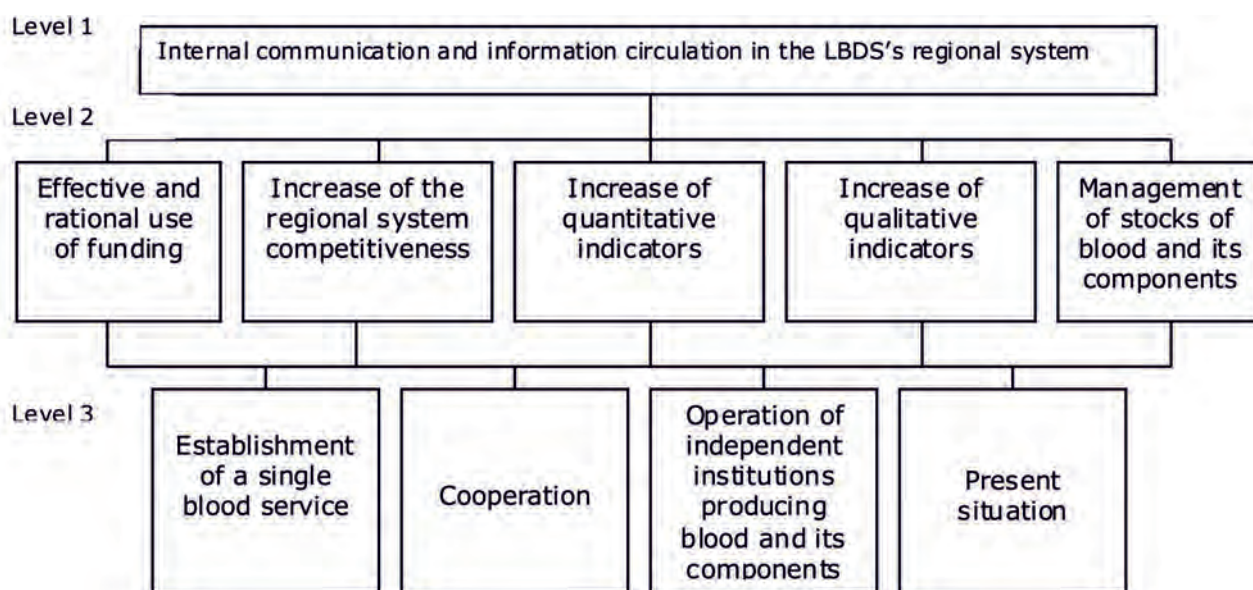 Level 1
Internal communication and information circulation in the LBDS's regional system
Level 2
Effective and
rational use
of funding
Increase of the
regional system
competitiveness
Increase of
quantitative
indicators
Increase of
qualitative
indicators
Management
of stocks of
blood and its
components
Level 3
Establishment
of a single
blood service
Cooperation
Operation of
independent
institutions
producing
blood and its
components
Present
situation